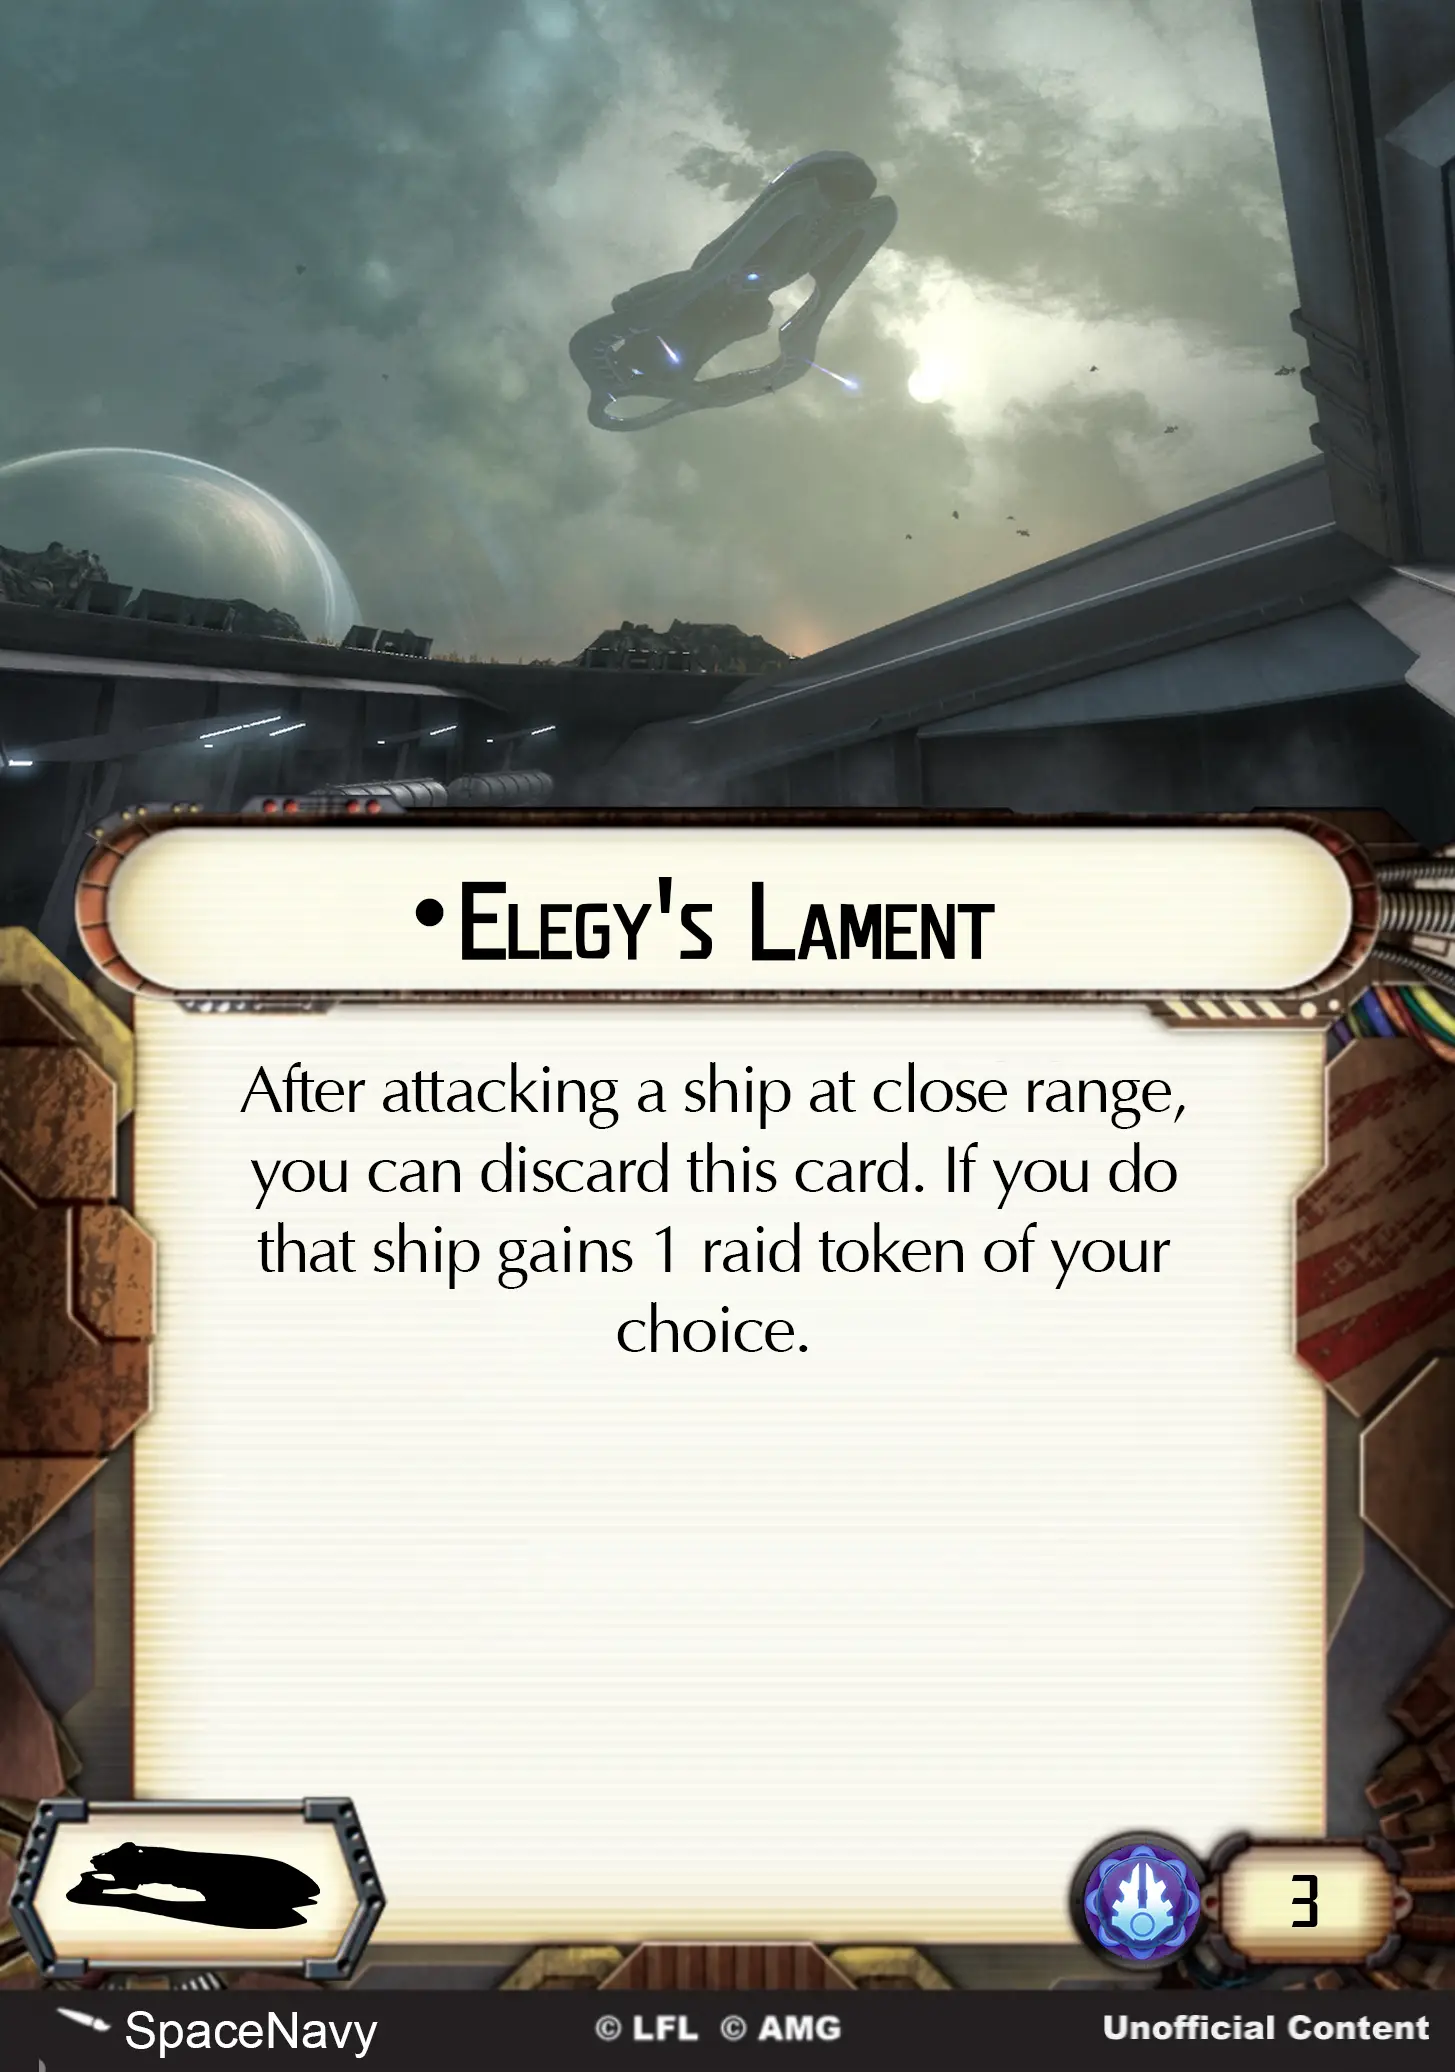 •Elegy's Lament
After attacking a ship at close range,
you can discard this card. If you do
that ship gains 1 raid token of your
choice.
3
SpaceNavy
© LFL © AMG
Unofficial Content